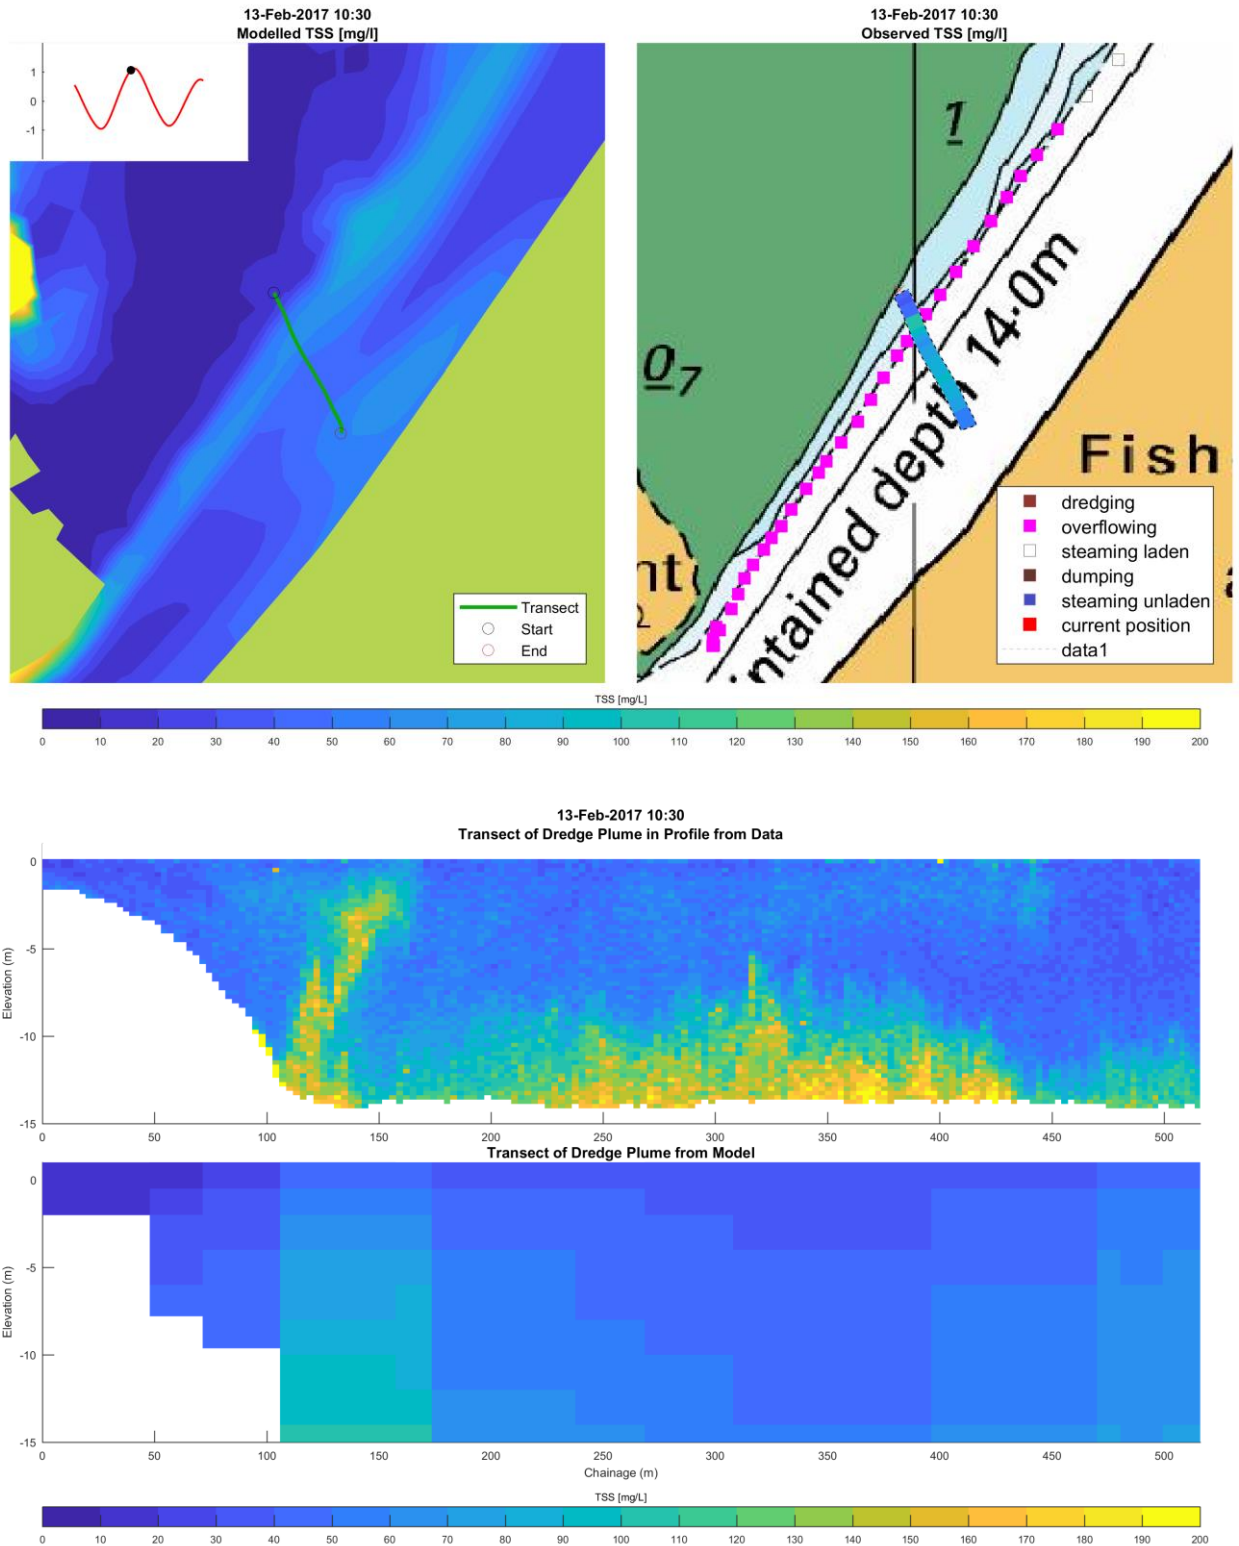 13-Feb-2017 10:30
Modelled TSS [mg/l]
1
0
-1
Transect
Start
End
13-Feb-2017 10:30
Observed TSS [mg/l]
1
0 7
14·0m
intained depth
Fish
nt
dredging
overflowing
steaming laden
dumping
steaming unladen
current position
data1
TSS [mg/L]
0 10 20 30 40 50 60 70 80 90 100 110 120 130 140 150 160 170 180 190 200
13-Feb-2017 10:30
Transect of Dredge Plume in Profile from Data
Elevation (m)
0
-5
-10
-15
0 50 100 150 200 250 300 350 400 450 500
Transect of Dredge Plume from Model
Elevation (m)
0
-5
-10
-15
0 50 100 150 200 250 300 350 400 450 500
Chainage (m)
TSS [mg/L]
0 10 20 30 40 50 60 70 80 90 100 110 120 130 140 150 160 170 180 190 200